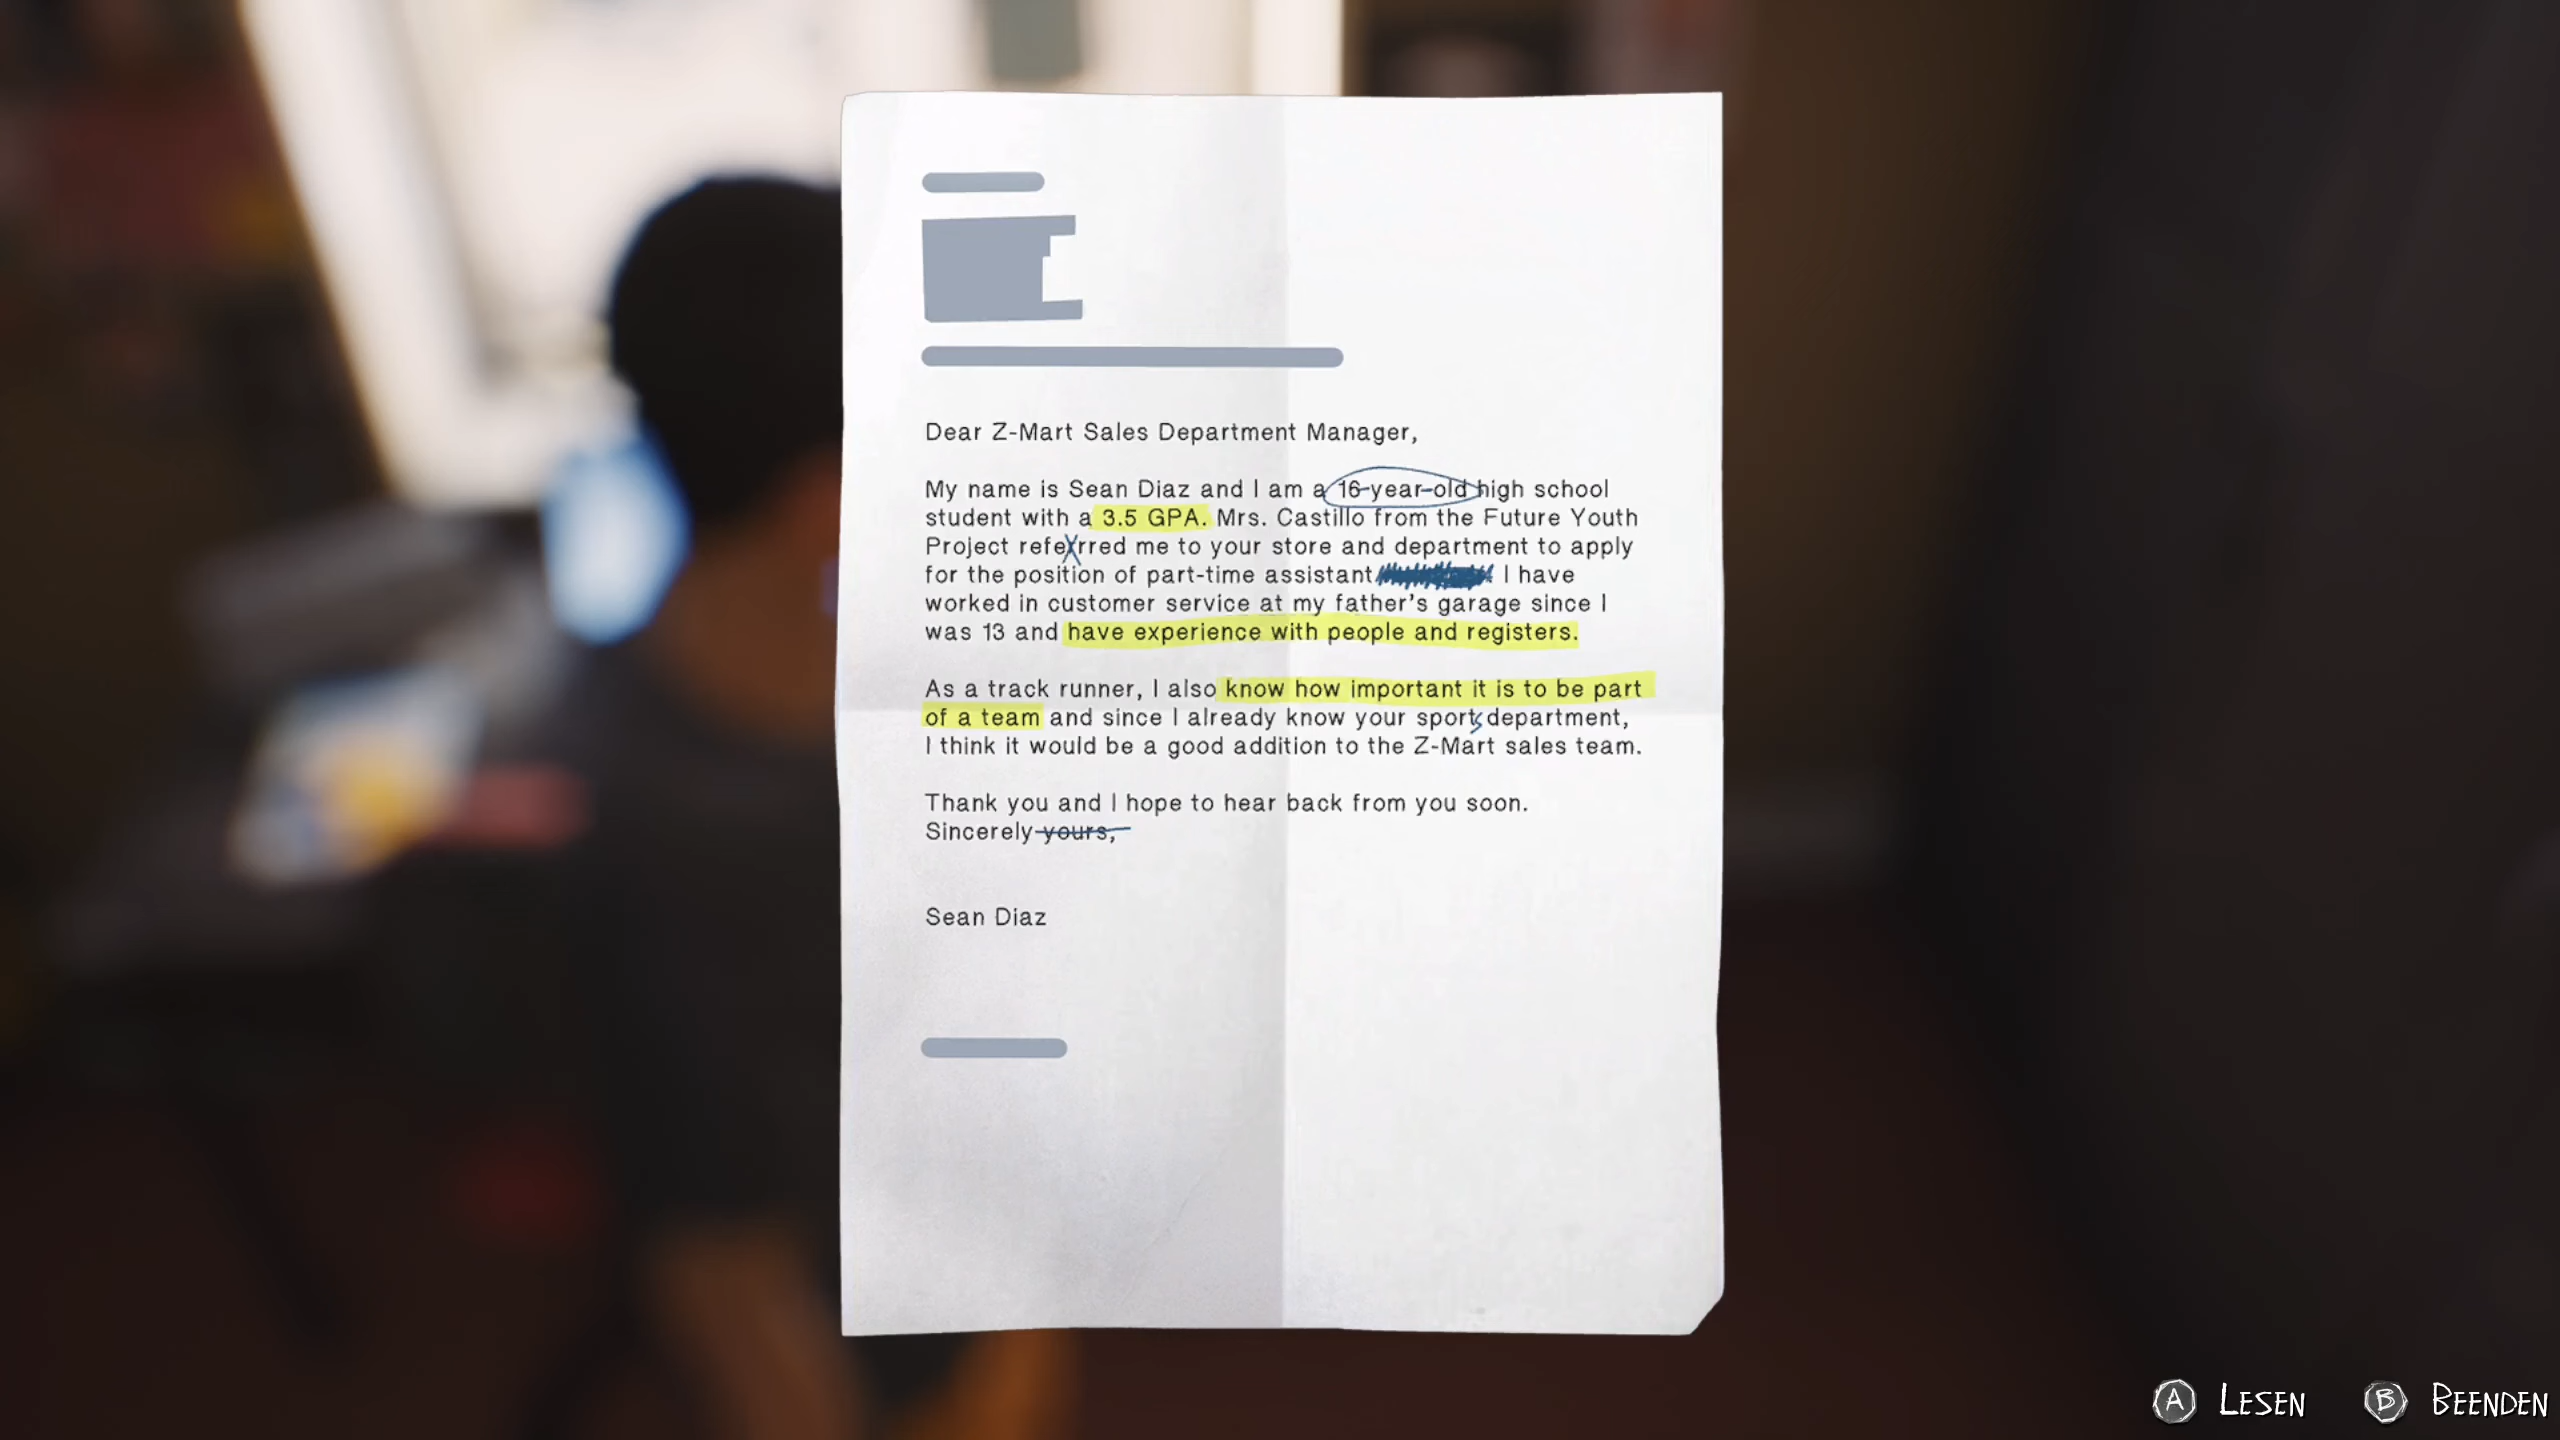 Dear Z-Mart Sales Department Manager,
My name is Sean Diaz and I am a 16-year-old high school
student with a 3.5 GPA. Mrs. Castillo from the Future Youth
Project referrred me to your store and department to apply
for the position of part-time assistant I have
worked in customer service at my father's garage since I
was 13 and have experience with people and registers.
As a track runner, I also know how important it is to be part
of a team and since I already know your sports department,
I think it would be a good addition to the Z-Mart sales team.
Thank you and I hope to hear back from you soon.
Sincerely yours,
Sean Diaz
A LESEN B BEENDEN